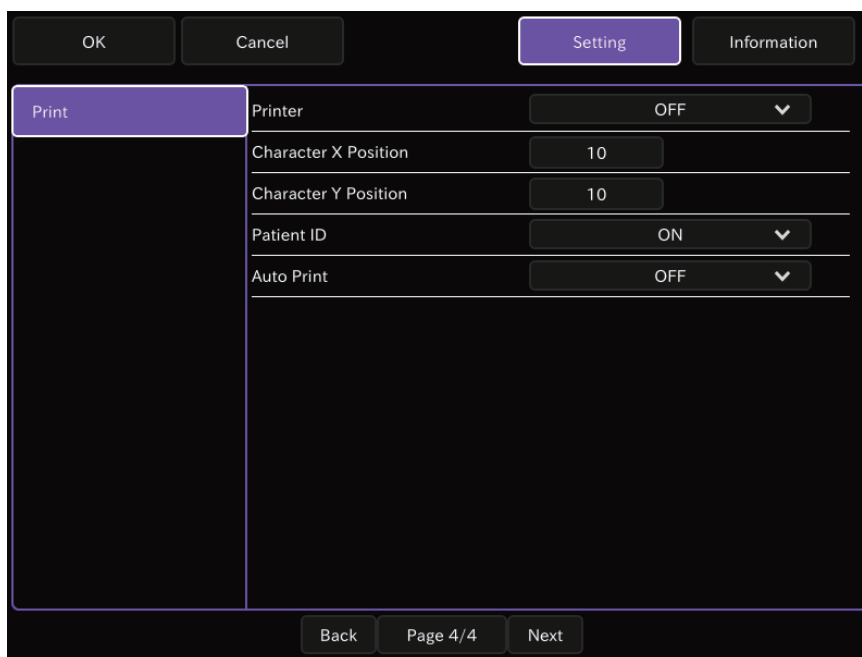 OK Cancel Setting Information
Print
Printer OFF
Character X Position 10
Character Y Position 10
Patient ID ON
Auto Print OFF
Back Page 4/4 Next